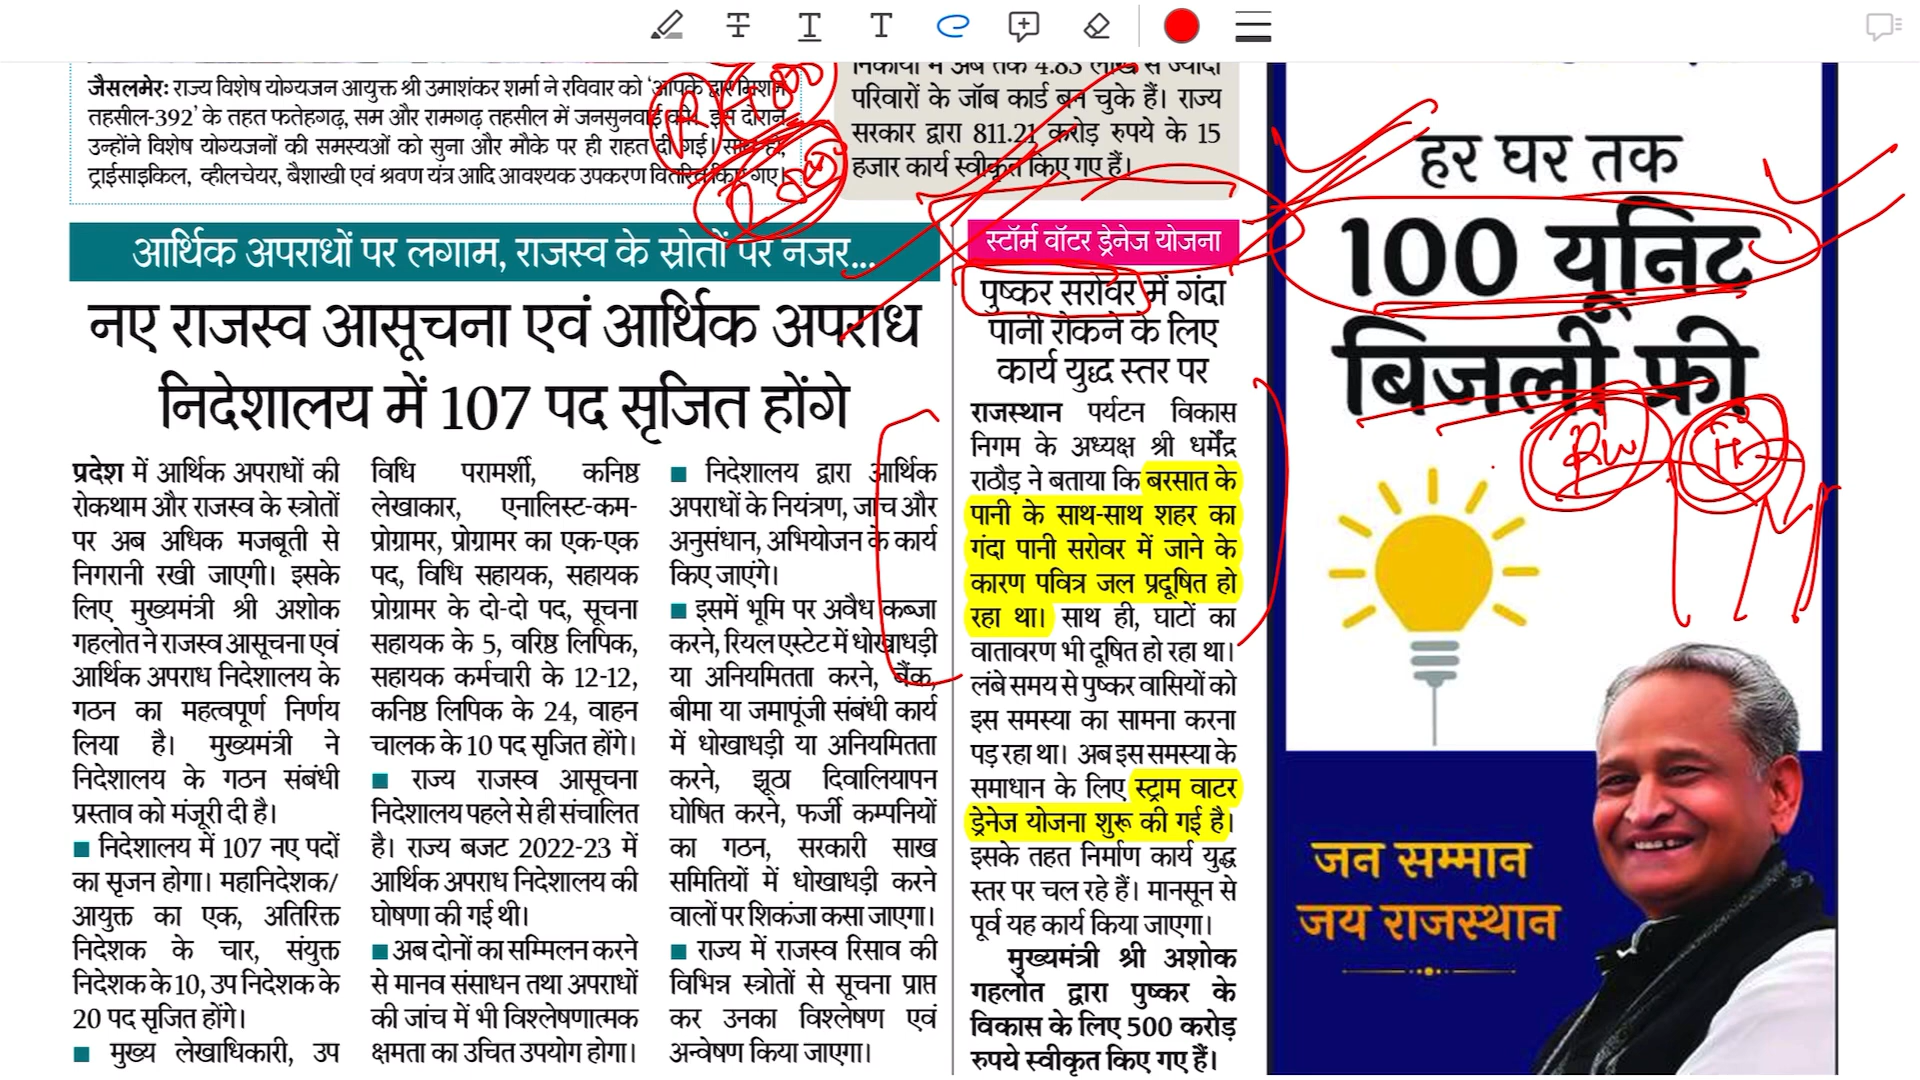 जैसलमेर: राज्य विशेष योग्यजन आयुक्त श्री उमाशंकर शर्मा ने रविवार को 'आपके द्वार मिशन
तहसील-392' के तहत फतेहगढ़, सम और रामगढ़ तहसील में जनसुनवाई की। इस दौरान
उन्होंने विशेष योग्यजनों की समस्यओं को सुना और मौके पर ही राहत दी गई। साथ ही,
ट्राईसाइकिल, व्हीलचेयर, बैशाखी एवं श्रवण यंत्र आदि आवश्यक उपकरण वितरित किए गए।
निकायों में अब तक 4.83 लाख से ज्यादा
परिवारों के जॉब कार्ड बन चुके हैं। राज्य
सरकार द्वारा 811.21 करोड़ रुपये के 15
हजार कार्य स्वीकृत किए गए हैं।
आर्थिक अपराधों पर लगाम, राजस्व के स्रोतों पर नजर...
नए राजस्व आसूचना एवं आर्थिक अपराध
निदेशालय में 107 पद सृजित होंगे
प्रदेश में आर्थिक अपराधों की
रोकथाम और राजस्व के स्त्रोतों
पर अब अधिक मजबूती से
निगरानी रखी जाएगी। इसके
लिए मुख्यमंत्री श्री अशोक
गहलोत ने राजस्व आसूचना एवं
आर्थिक अपराध निदेशालय के
गठन का महत्वपूर्ण निर्णय
लिया है। मुख्यमंत्री ने
निदेशालय के गठन संबंधी
प्रस्ताव को मंजूरी दी है।
■ निदेशालय में 107 नए पदों
का सृजन होगा। महानिदेशक/
आयुक्त का एक, अतिरिक्त
निदेशक के चार, संयुक्त
निदेशक के 10, उप निदेशक के
20 पद सृजित होंगे।
■ मुख्य लेखाधिकारी, उप
विधि परामर्शी, कनिष्ठ
लेखाकार, एनालिस्ट-कम-
प्रोग्रामर, प्रोग्रामर का एक-एक
पद, विधि सहायक, सहायक
प्रोग्रामर के दो-दो पद, सूचना
सहायक के 5, वरिष्ठ लिपिक,
सहायक कर्मचारी के 12-12,
कनिष्ठ लिपिक के 24, वाहन
चालक के 10 पद सृजित होंगे।
■ राज्य राजस्व आसूचना
निदेशालय पहले से ही संचालित
है। राज्य बजट 2022-23 में
आर्थिक अपराध निदेशालय की
घोषणा की गई थी।
■ अब दोनों का सम्मिलन करने
से मानव संसाधन तथा अपराधों
की जांच में भी विश्लेषणात्मक
क्षमता का उचित उपयोग होगा।
■ निदेशालय द्वारा आर्थिक
अपराधों के नियंत्रण, जांच और
अनुसंधान, अभियोजन के कार्य
किए जाएंगे।
■ इसमें भूमि पर अवैध कब्जा
करने, रियल एस्टेट में धोखाधड़ी
या अनियमितता करने, बैंक,
बीमा या जमापूंजी संबंधी कार्य
में धोखाधड़ी या अनियमितता
करने, झूठा दिवालियापन
घोषित करने, फर्जी कम्पनियों
का गठन, सरकारी साख
समितियों में धोखाधड़ी करने
वालों पर शिकंजा कसा जाएगा।
■ राज्य में राजस्व रिसाव की
विभिन्न स्त्रोतों से सूचना प्राप्त
कर उनका विश्लेषण एवं
अन्वेषण किया जाएगा।
स्टॉर्म वॉटर ड्रेनेज योजना
पुष्कर सरोवर में गंदा
पानी रोकने के लिए
कार्य युद्ध स्तर पर
राजस्थान पर्यटन विकास
निगम के अध्यक्ष श्री धर्मेंद्र
राठौड़ ने बताया कि बरसात के
पानी के साथ-साथ शहर का
गंदा पानी सरोवर में जाने के
कारण पवित्र जल प्रदूषित हो
रहा था। साथ ही, घाटों का
वातावरण भी दूषित हो रहा था।
लंबे समय से पुष्कर वासियों को
इस समस्या का सामना करना
पड़ रहा था। अब इस समस्या के
समाधान के लिए स्ट्राम वाटर
ड्रेनेज योजना शुरू की गई है।
इसके तहत निर्माण कार्य युद्ध
स्तर पर चल रहे हैं। मानसून से
पूर्व यह कार्य किया जाएगा।
मुख्यमंत्री श्री अशोक
गहलोत द्वारा पुष्कर के
विकास के लिए 500 करोड़
रुपये स्वीकृत किए गए हैं।
हर घर तक
100 यूनिट
बिजली फ्री
जन सम्मान
जय राजस्थान